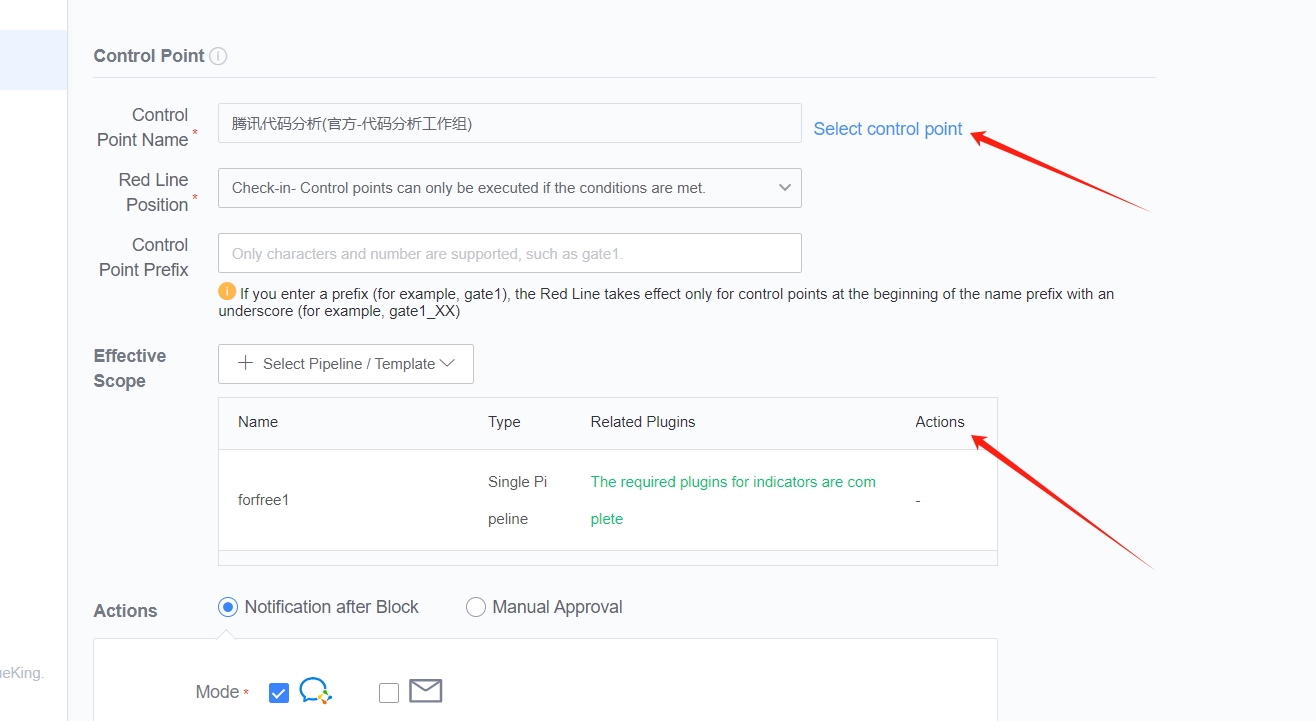 Control Point
Control
Point Name *
腾讯代码分析(官方-代码分析工作组)
Select control point
Red Line
Position *
Check-in- Control points can only be executed if the conditions are met.
Control
Point Prefix
Only characters and number are supported, such as gate1.
If you enter a prefix (for example, gate1), the Red Line takes effect only for control points at the beginning of the name prefix with an
underscore (for example, gate1_XX)
Effective
Scope
Select Pipeline / Template
Name Type Related Plugins Actions
forfree1
Single Pi
peline
The required plugins for indicators are com
plete
-
Actions
Notification after Block
Manual Approval
Mode *
eKing.